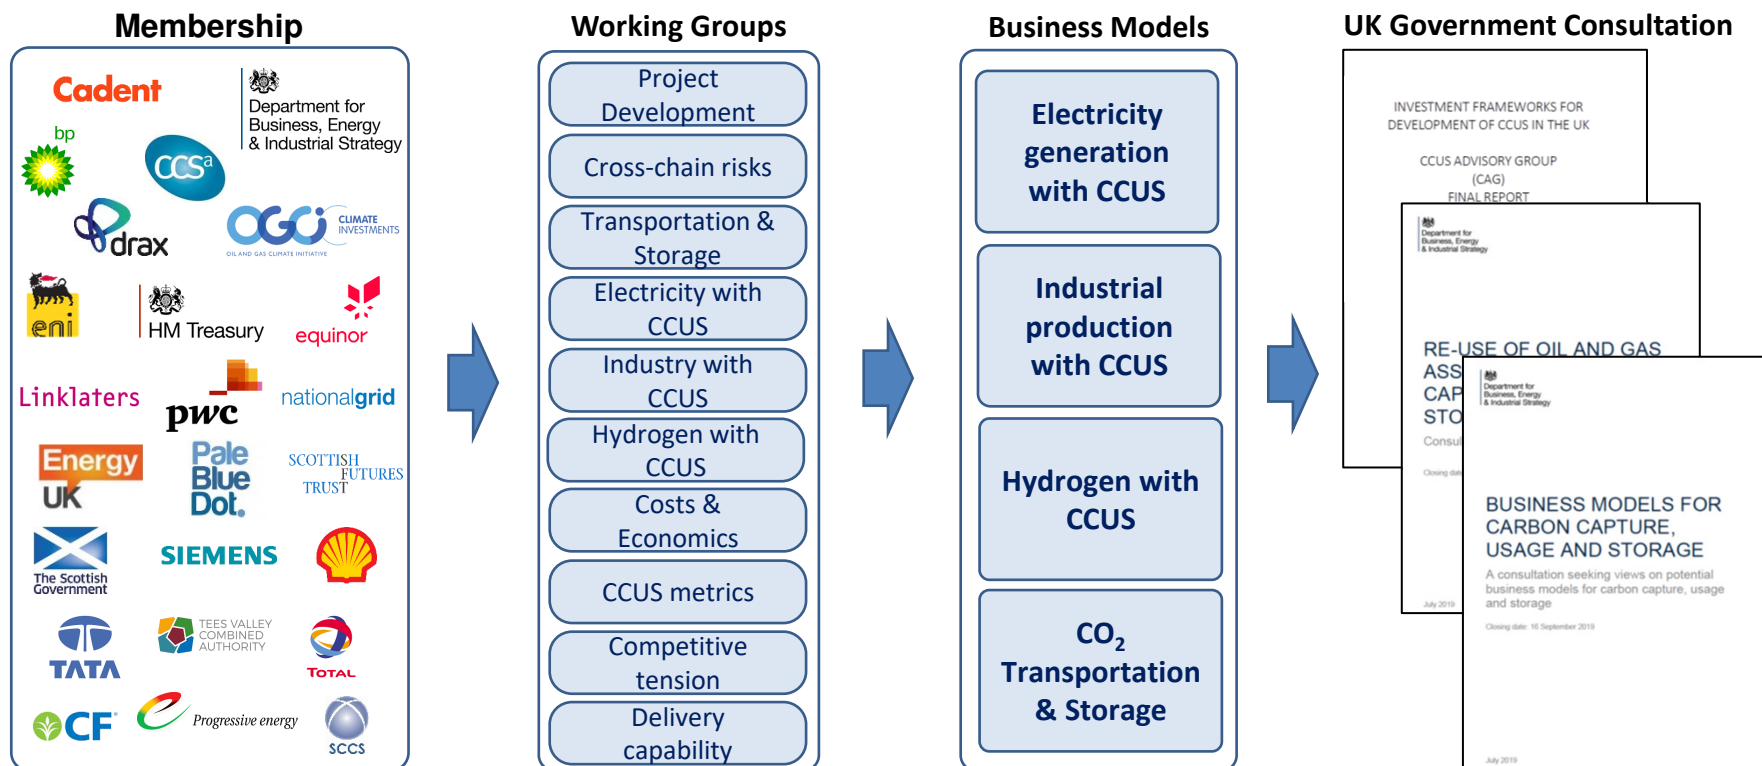 Membership
Cadent
Department for
Business, Energy
& Industrial Strategy
bp
CCSa
drax
OGCI
CLIMATE
INVESTMENTS
OIL AND GAS CLIMATE INITIATIVE
eni
HM Treasury
equinor
Linklaters
pwc
nationalgrid
Energy
UK
Pale
Blue
Dot.
SCOTTISH
FUTURES
TRUST
The Scottish
Government
SIEMENS
TATA
TEES VALLEY
COMBINED
AUTHORITY
TOTAL
CF
Progressive energy
SCCS
Working Groups
Project
Development
Cross-chain risks
Transportation &
Storage
Electricity with
CCUS
Industry with
CCUS
Hydrogen with
CCUS
Costs &
Economics
CCUS metrics
Competitive
tension
Delivery
capability
Business Models
Electricity
generation
with CCUS
Industrial
production
with CCUS
Hydrogen with
CCUS
CO2
Transportation
& Storage
UK Government Consultation
INVESTMENT FRAMEWORKS FOR
DEVELOPMENT OF CCUS IN THE UK
CCUS ADVISORY GROUP
(CAG)
FINAL REPORT
Department for
Business, Energy
& Industrial Strategy
RE-USE OF OIL AND GAS
ASS
CAP
STO
Consul
Closing date
July 2019
Department for
Business, Energy
& Industrial Strategy
BUSINESS MODELS FOR
CARBON CAPTURE,
USAGE AND STORAGE
A consultation seeking views on potential
business models for carbon capture, usage
and storage
Closing date: 16 September 2019
July 2019